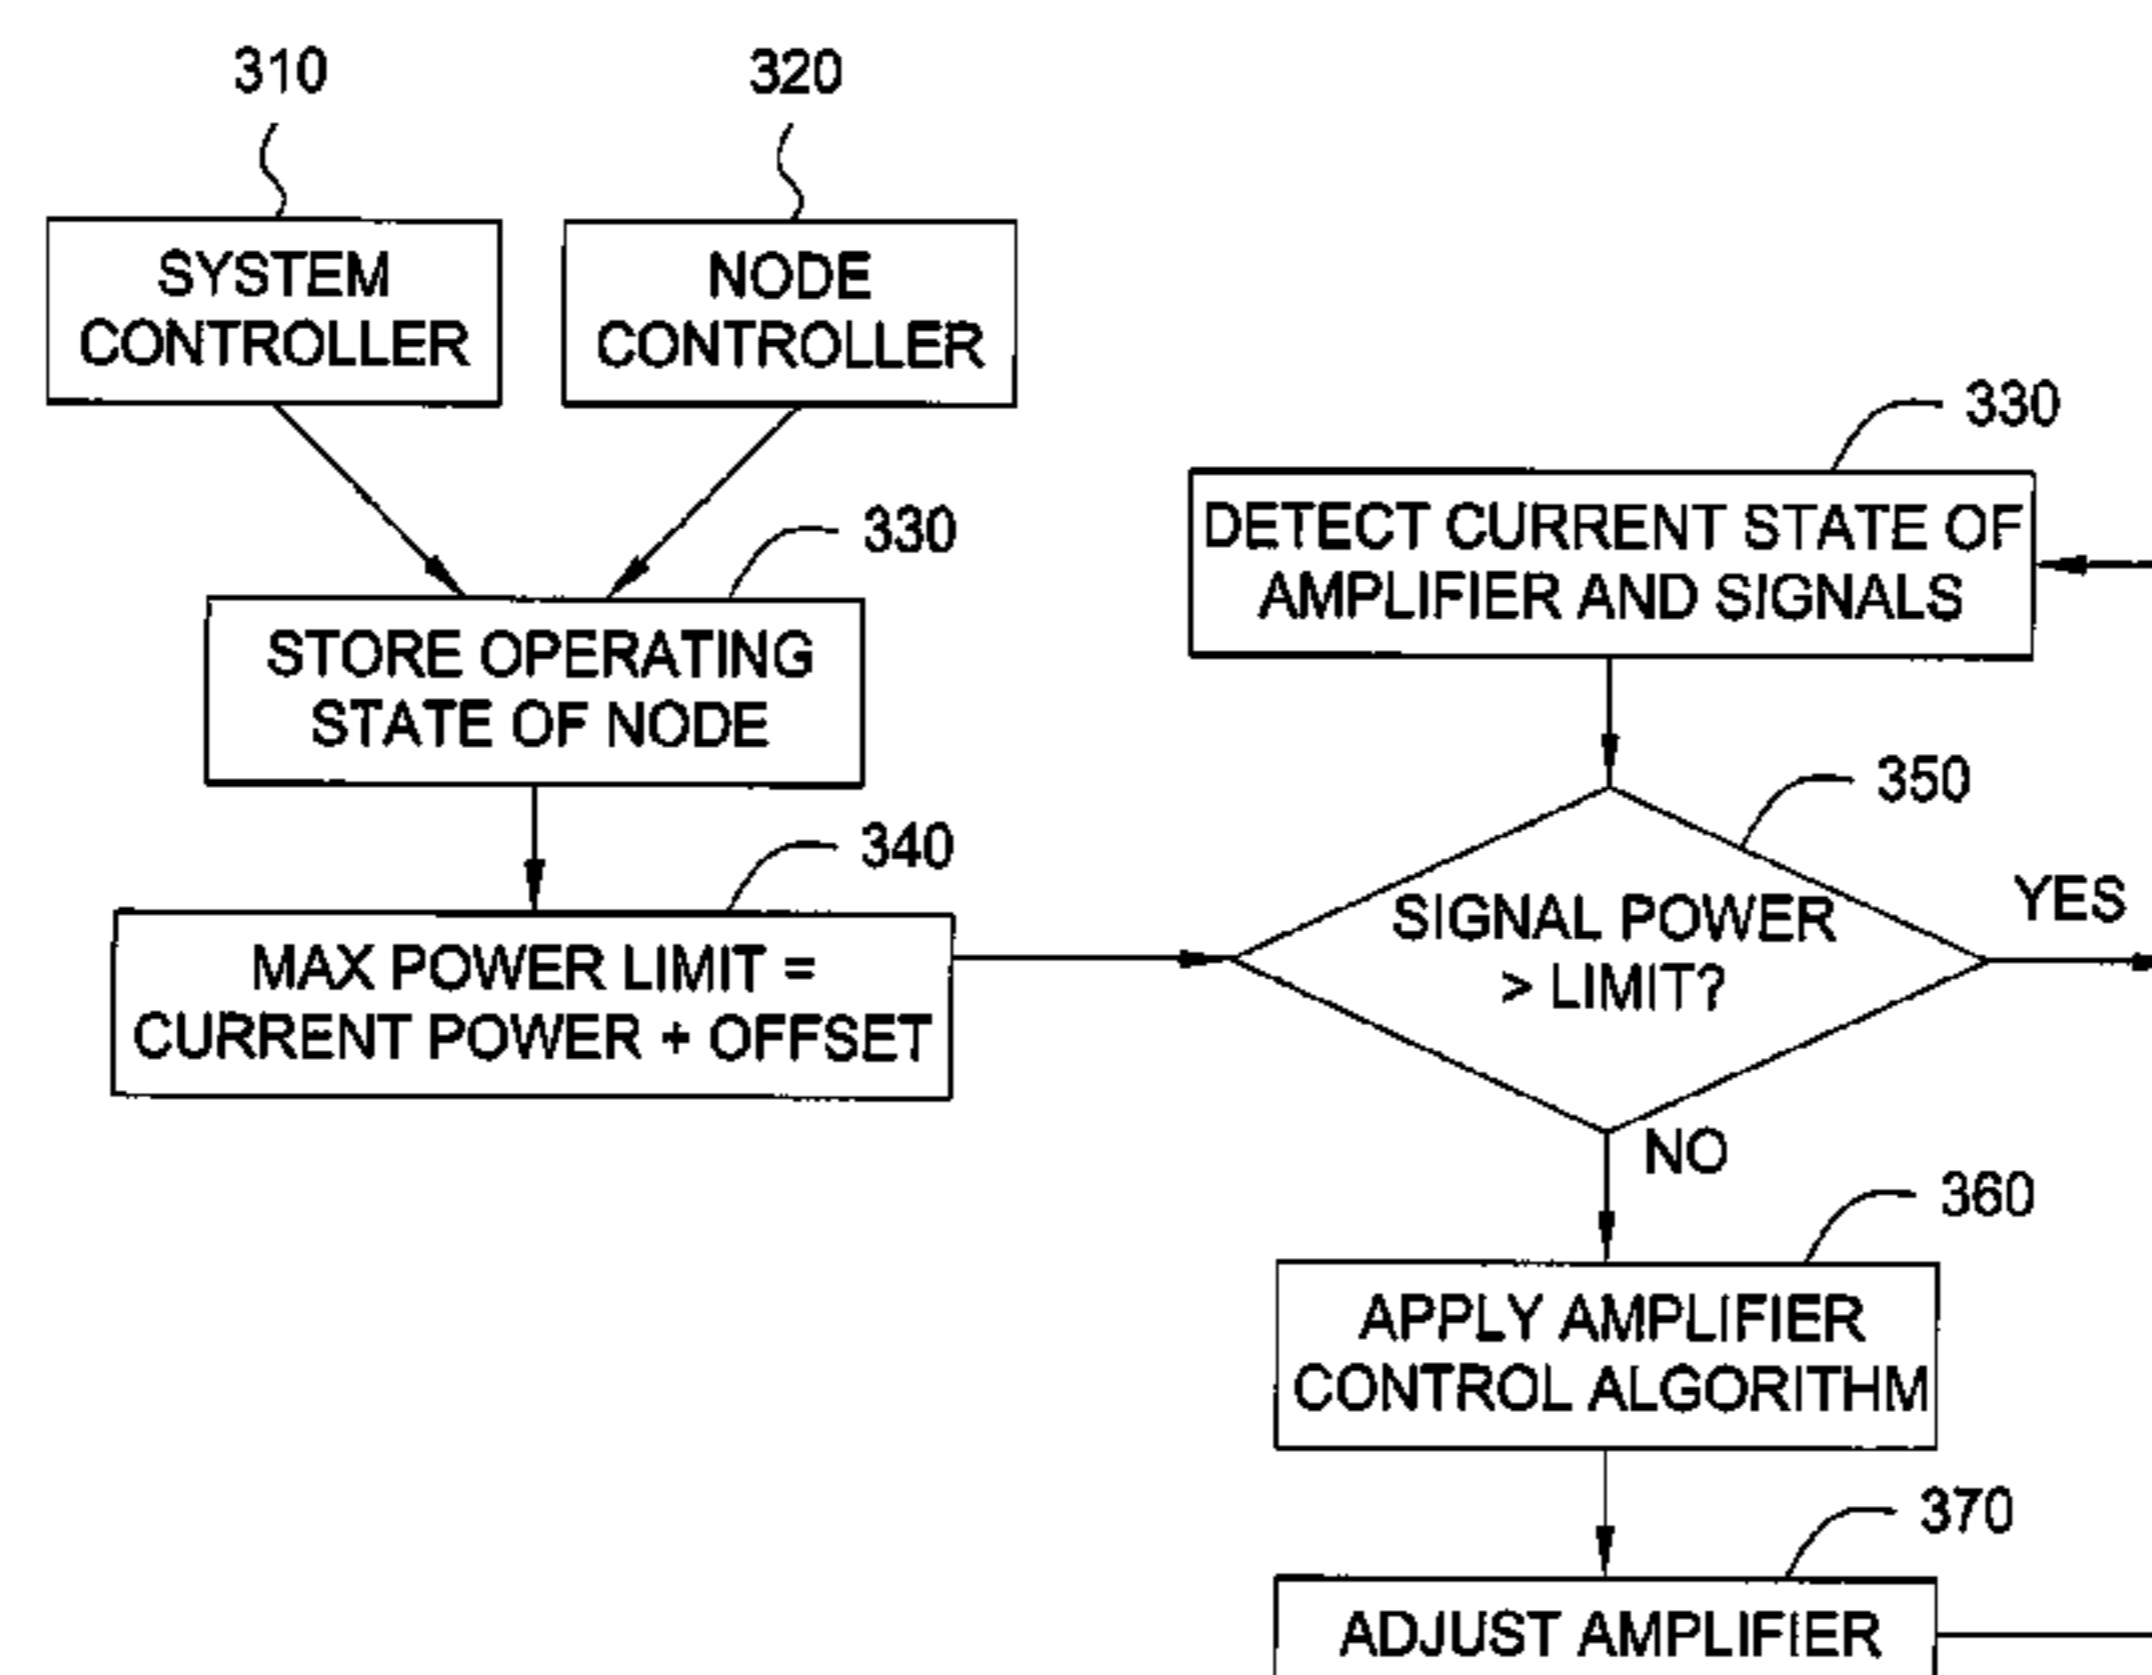 310
320
SYSTEM
CONTROLLER
NODE
CONTROLLER
330
STORE OPERATING
STATE OF NODE
340
MAX POWER LIMIT =
CURRENT POWER + OFFSET
330
DETECT CURRENT STATE OF
AMPLIFIER AND SIGNALS
350
SIGNAL POWER
> LIMIT?
YES
NO
360
APPLY AMPLIFIER
CONTROL ALGORITHM
370
ADJUST AMPLIFIER